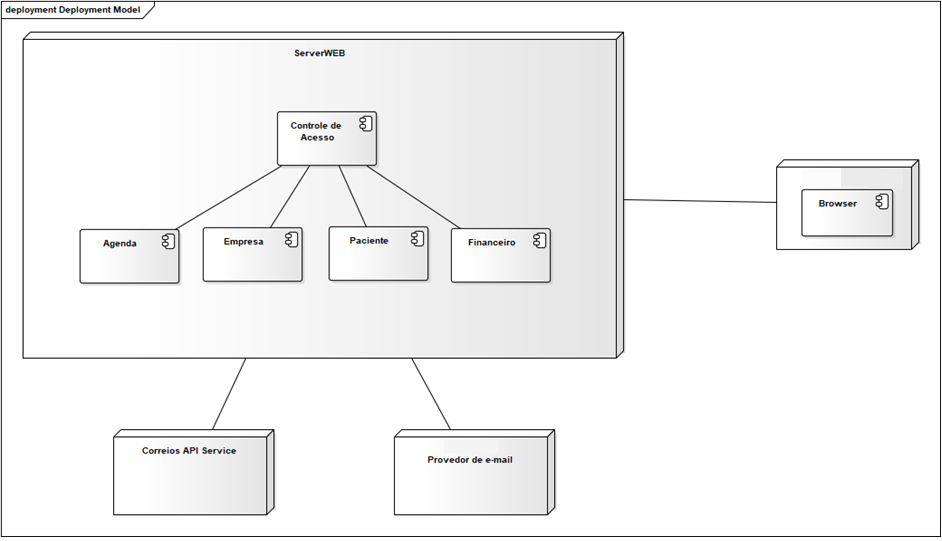 deployment Deployment Model
ServerWEB
Controle de
Acesso
Agenda
Empresa
Paciente
Financeiro
Browser
Correios API Service
Provedor de e-mail